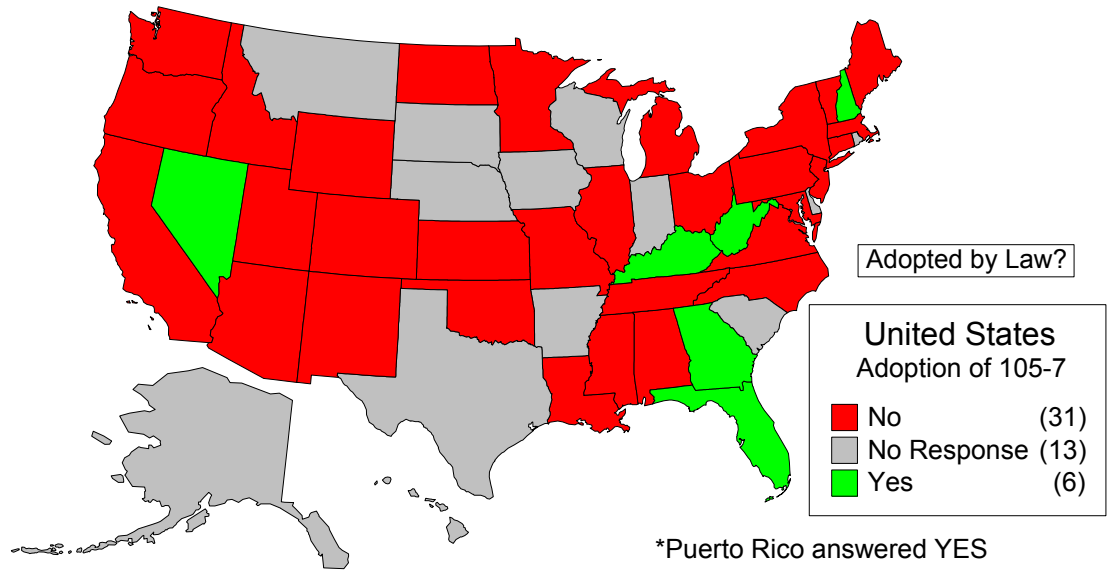 Adopted by Law?
United States
Adoption of 105-7
No (31)
No Response (13)
Yes (6)
*Puerto Rico answered YES